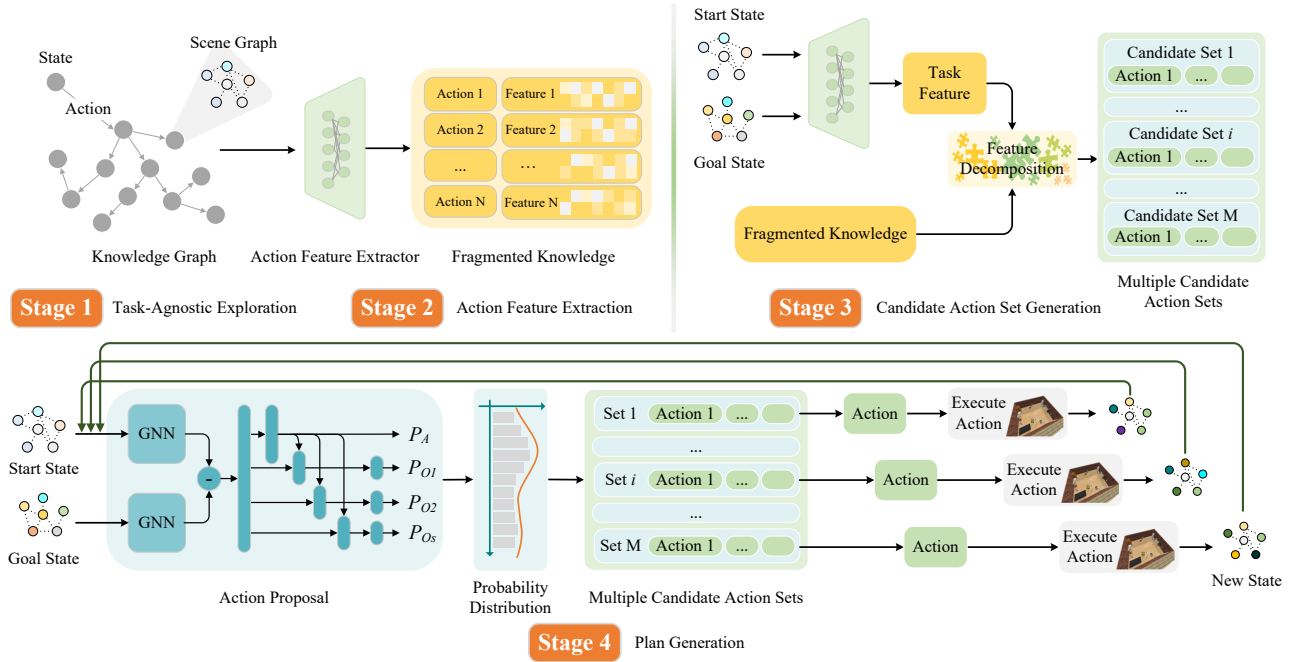 Scene Graph
State
Action
Knowledge Graph
Action Feature Extractor
Action 1
Feature 1
Action 2
Feature 2
...
...
Action N
Feature N
Fragmented Knowledge
Stage 1
Task-Agnostic Exploration
Stage 2
Action Feature Extraction
Start State
Goal State
Task
Feature
Feature
Decomposition
Fragmented Knowledge
Candidate Set 1
Action 1
...
...
Candidate Set i
Action 1
...
...
Candidate Set M
Action 1
...
Multiple Candidate
Action Sets
Stage 3
Candidate Action Set Generation
Start State
Goal State
GNN
GNN
-
P_A
P_O1
P_O2
P_Os
Action Proposal
Probability
Distribution
Set 1
Action 1
...
...
Set i
Action 1
...
...
Set M
Action 1
...
Multiple Candidate Action Sets
Action
Execute
Action
Action
Execute
Action
Action
Execute
Action
New State
Stage 4
Plan Generation